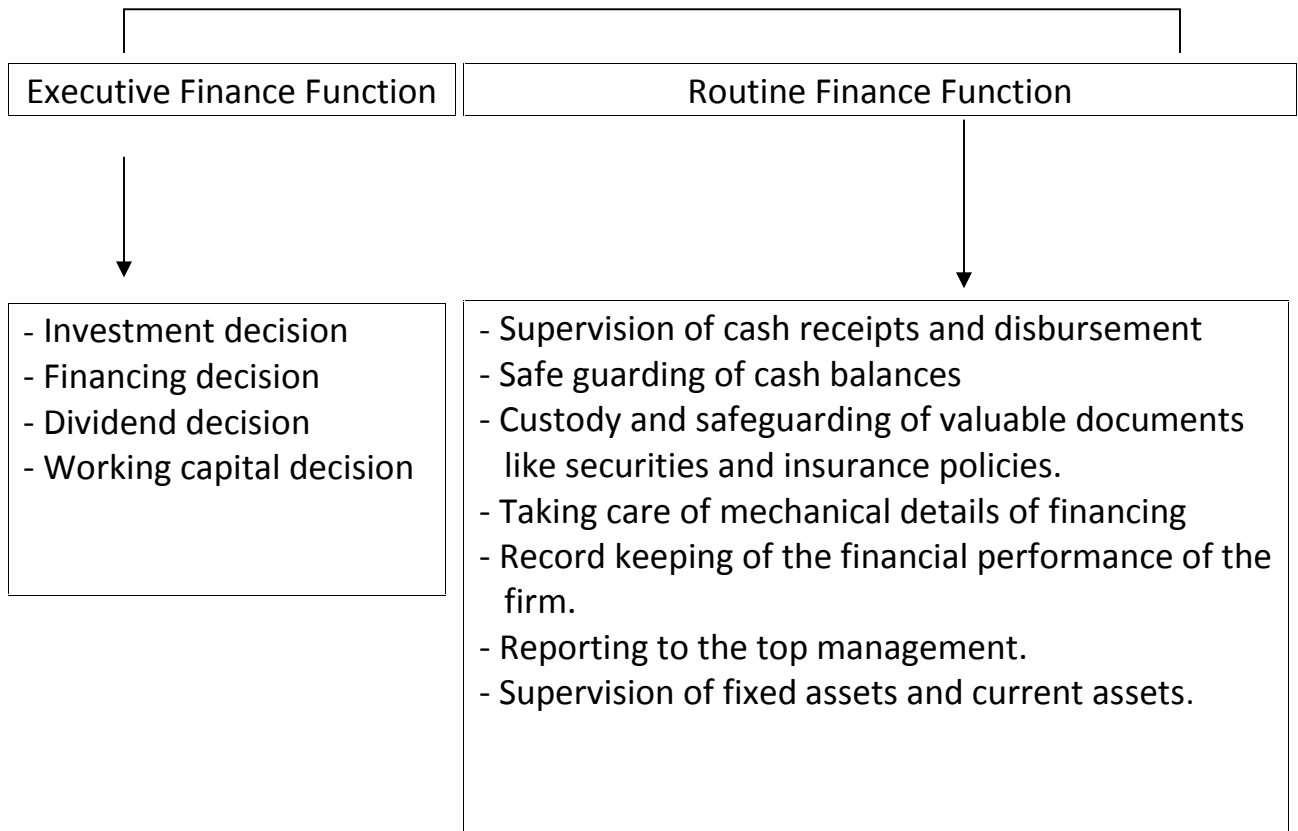 Executive Finance Function
Routine Finance Function
- Investment decision
- Financing decision
- Dividend decision
- Working capital decision
- Supervision of cash receipts and disbursement
- Safe guarding of cash balances
- Custody and safeguarding of valuable documents
like securities and insurance policies.
- Taking care of mechanical details of financing
- Record keeping of the financial performance of the
firm.
- Reporting to the top management.
- Supervision of fixed assets and current assets.